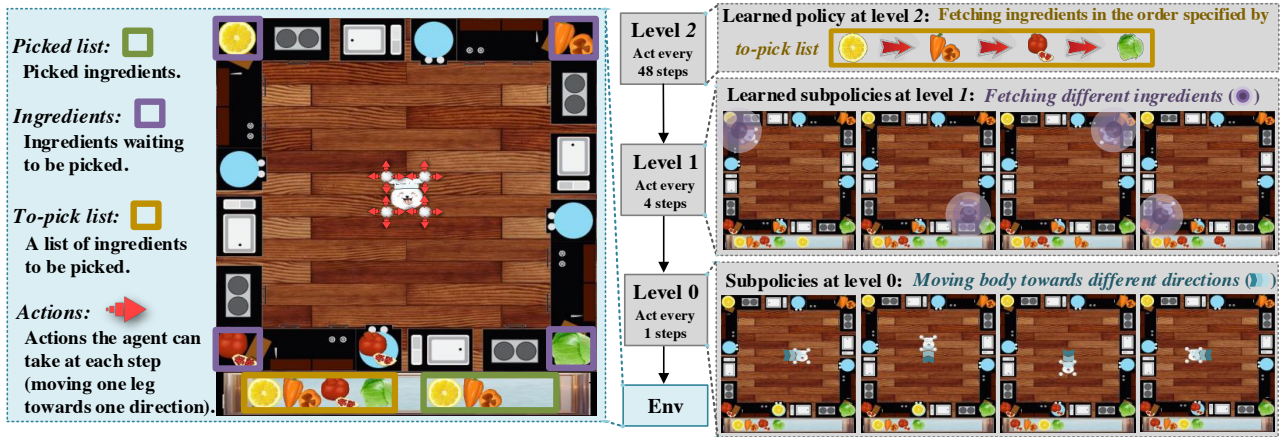 Picked list:
Picked ingredients.
Ingredients:
Ingredients waiting
to be picked.
To-pick list:
A list of ingredients
to be picked.
Actions:
Actions the agent can
take at each step
(moving one leg
towards one direction).
Level 2
Act every
48 steps
Level 1
Act every
4 steps
Level 0
Act every
1 steps
Env
Learned policy at level 2: Fetching ingredients in the order specified by
to-pick list
Learned subpolicies at level 1: Fetching different ingredients ( )
Subpolicies at level 0: Moving body towards different directions ( )